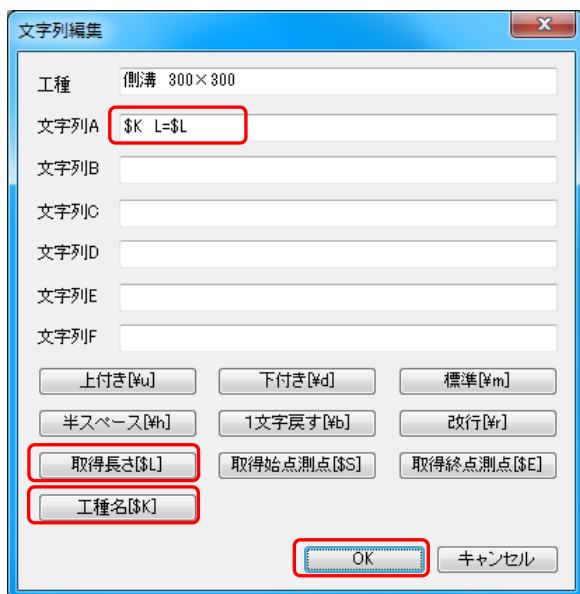 文字列編集
工種 側溝 300×300
文字列A $K L=$L
文字列B
文字列C
文字列D
文字列E
文字列F
上付き[¥u] 下付き[¥d] 標準[¥m]
半スペース[¥h] 1文字戻す[¥b] 改行[¥r]
取得長さ[$L] 取得始点測点[$S] 取得終点測点[$E]
工種名[$K]
OK キャンセル